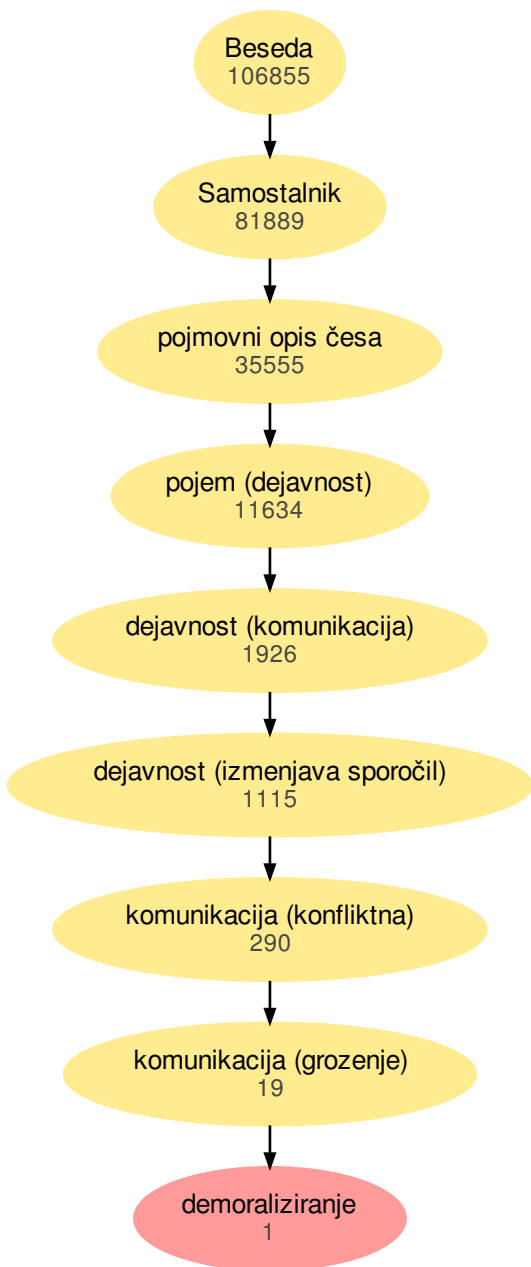 Beseda
106855
Samostalnik
81889
pojmovni opis česa
35555
pojem (dejavnost)
11634
dejavnost (komunikacija)
1926
dejavnost (izmenjava sporočil)
1115
komunikacija (konfliktna)
290
komunikacija (grozenje)
19
demoraliziranje
1